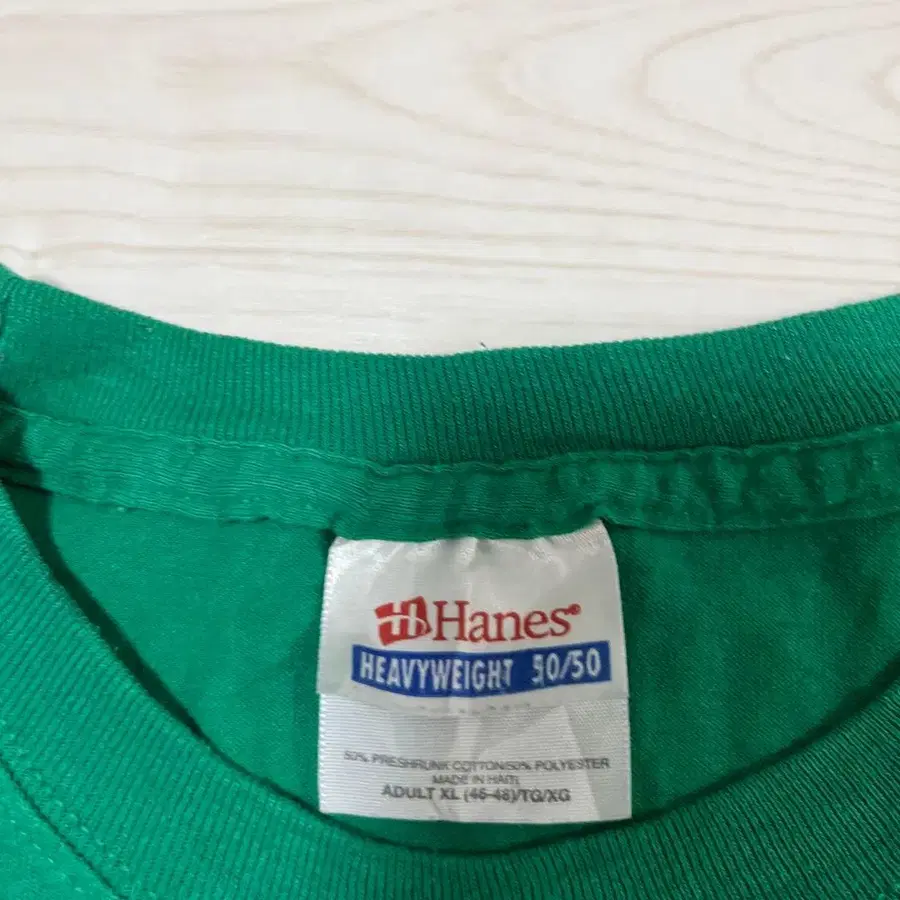 Hanes®
HEAVYWEIGHT 50/50
50% PRESHRUNK COTTON/50% POLYESTER
MADE IN HAITI
ADULT XL (46-48)/TG/XG